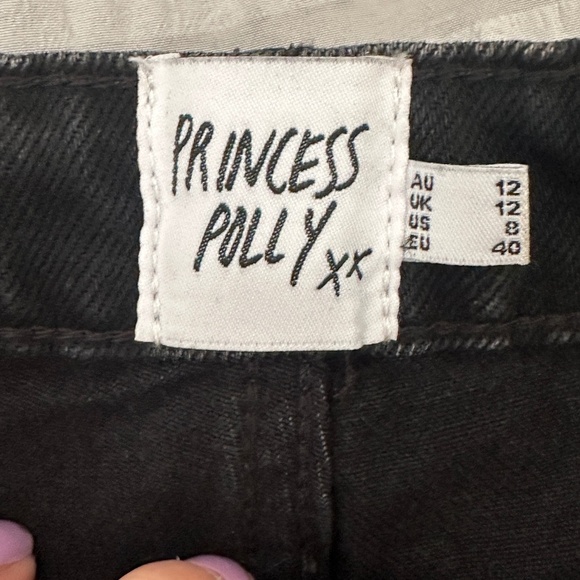 PRINCESS
POLLY xx
AU 12
UK 12
US 8
EU 40